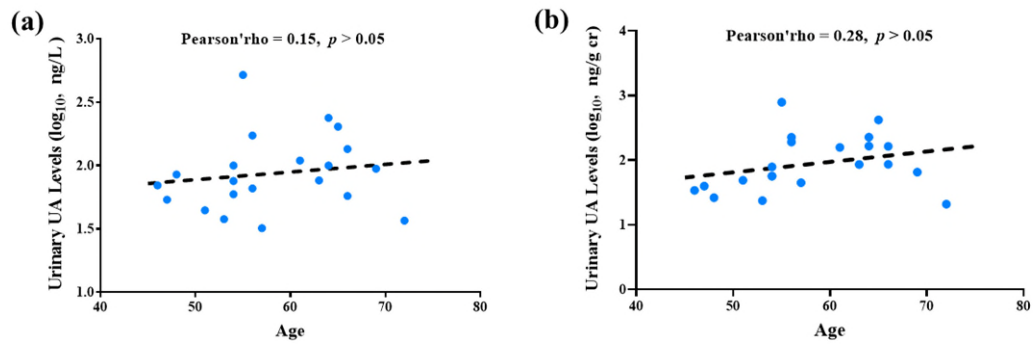 (a)
Pearson'rho = 0.15, p > 0.05
Urinary UA Levels (log10, ng/L )
3.0
2.5
2.0
1.5
1.0
40 50 60 70 80
Age
(b)
Pearson'rho = 0.28, p > 0.05
Urinary UA Levels (log10, ng/g cr)
4
3
2
1
0
40 50 60 70 80
Age